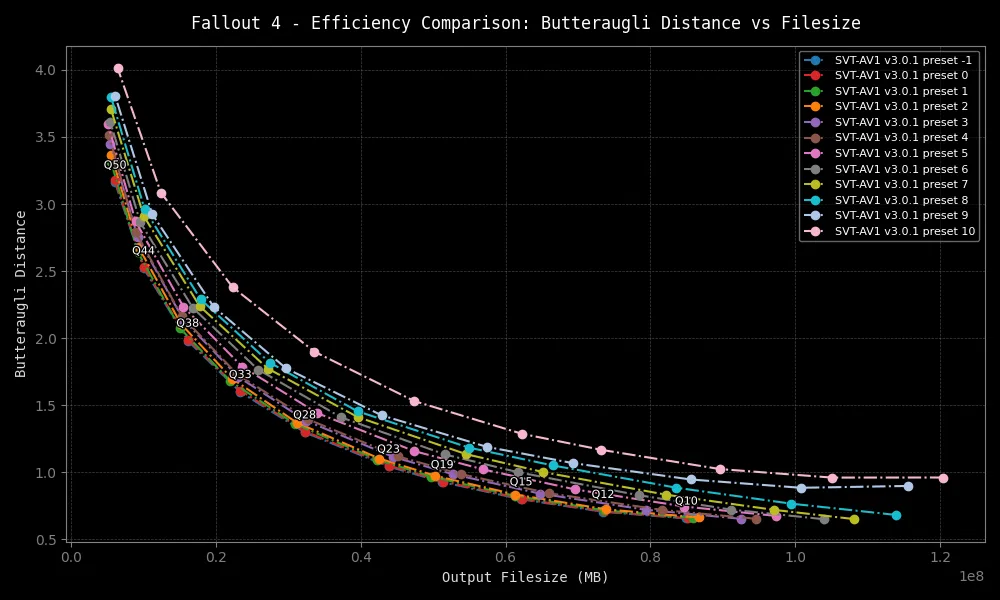 Fallout 4 - Efficiency Comparison: Butteraugli Distance vs Filesize
SVT-AV1 v3.0.1 preset -1
SVT-AV1 v3.0.1 preset 0
SVT-AV1 v3.0.1 preset 1
SVT-AV1 v3.0.1 preset 2
SVT-AV1 v3.0.1 preset 3
SVT-AV1 v3.0.1 preset 4
SVT-AV1 v3.0.1 preset 5
SVT-AV1 v3.0.1 preset 6
SVT-AV1 v3.0.1 preset 7
SVT-AV1 v3.0.1 preset 8
SVT-AV1 v3.0.1 preset 9
SVT-AV1 v3.0.1 preset 10
Butteraugli Distance
4.0
3.5
3.0
2.5
2.0
1.5
1.0
0.5
Q50
Q44
Q38
Q33
Q28
Q23
Q19
Q15
Q12
Q10
0.0 0.2 0.4 0.6 0.8 1.0 1.2
1e8
Output Filesize (MB)